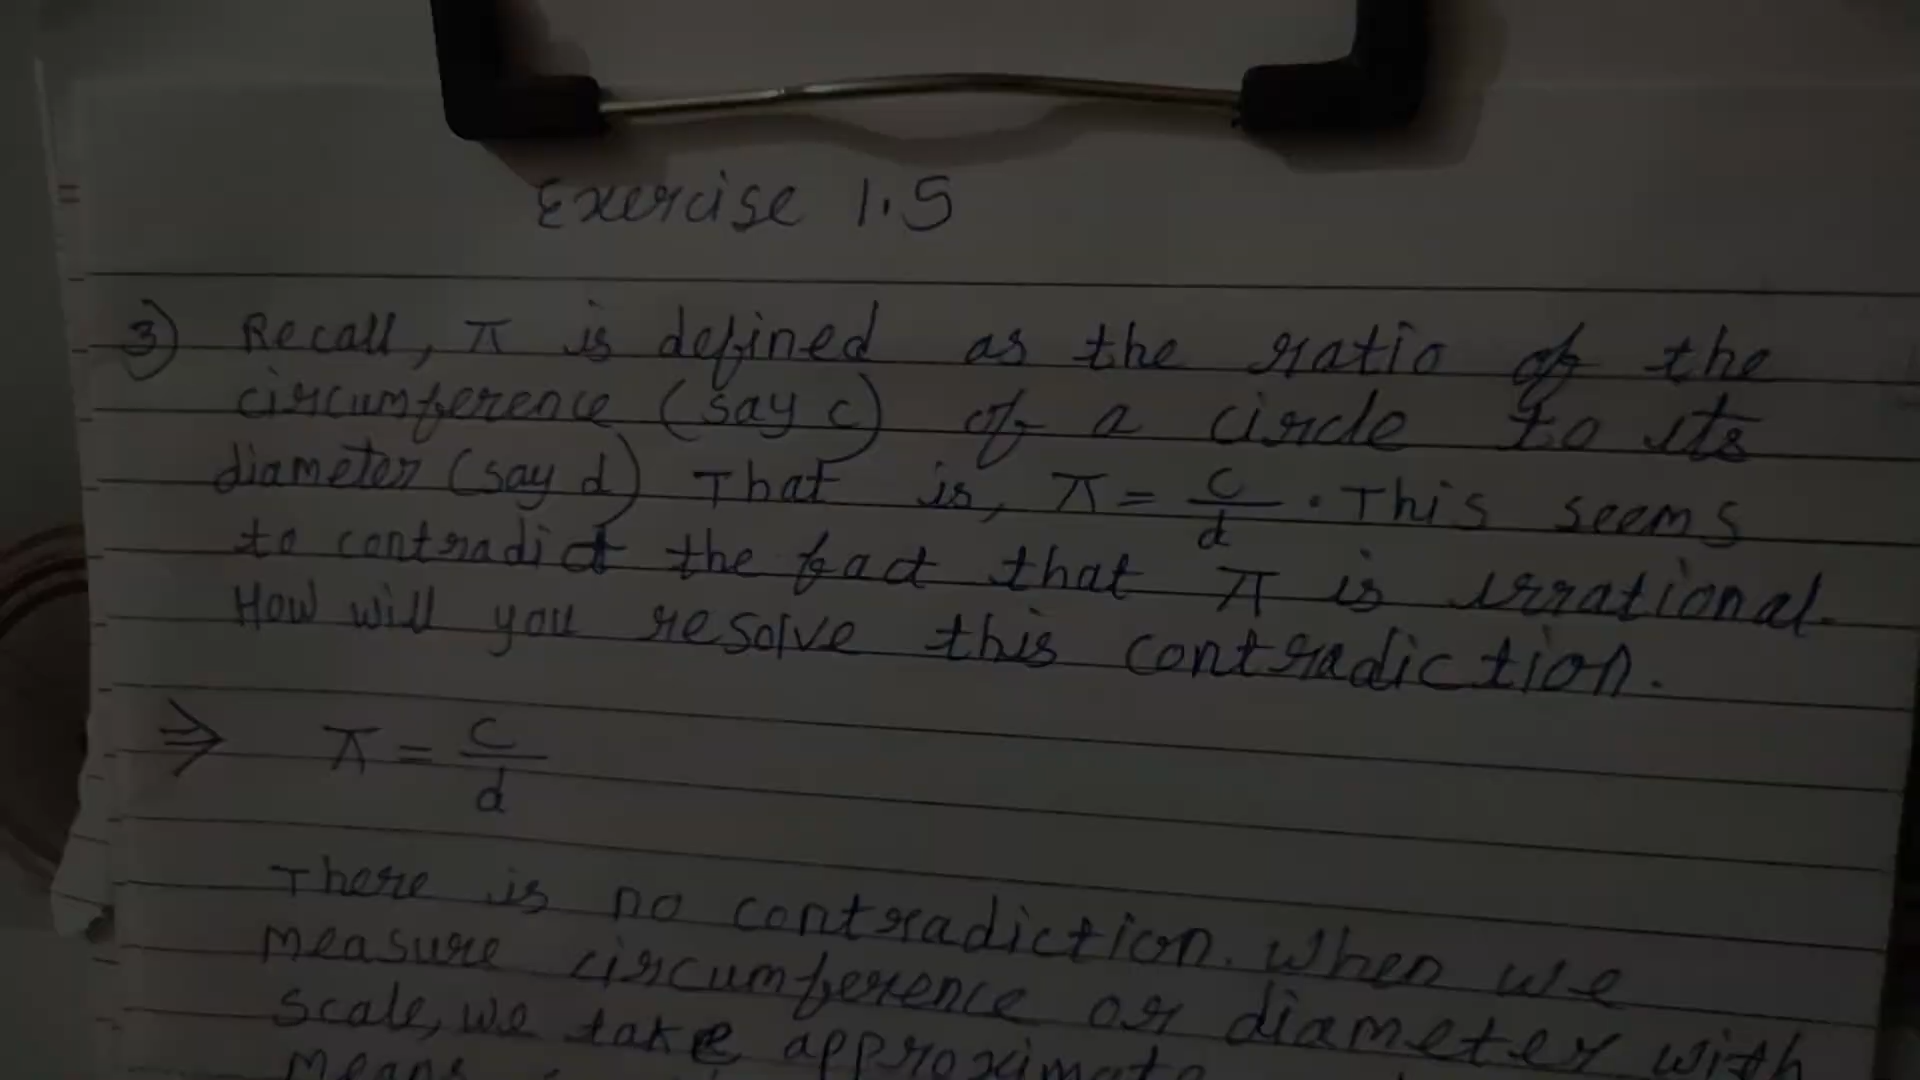 Exercise 1.5
3) Recall, π is defined as the ratio of the
circumference (say c) of a circle to its
diameter (say d) That is, π = c/d . This seems
to contradict the fact that π is irrational.
How will you resolve this contradiction.
⇒ π = c/d
There is no contradiction. When we
measure circumference or diameter with
scale, we take approximate
means